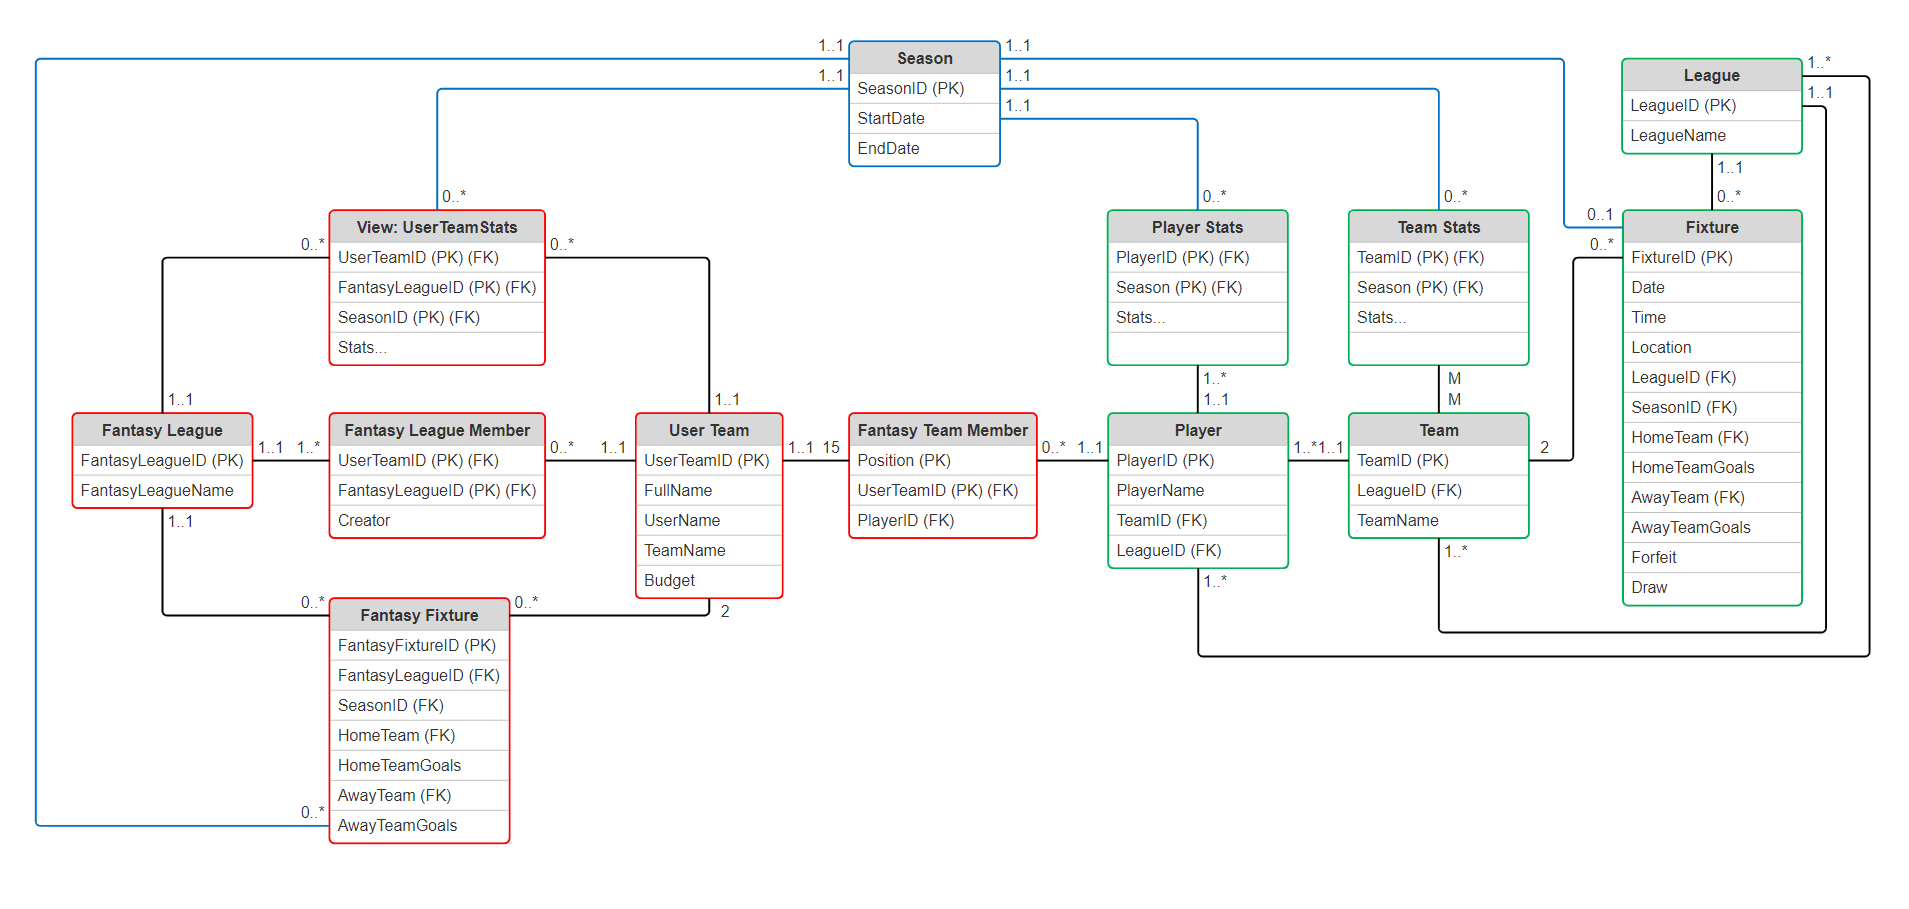 1..1
Season
1..1
1..1
SeasonID (PK)
1..1
StartDate
1..1
EndDate
League
1..*
LeagueID (PK)
1..1
LeagueName
1..1
0..*
0..*
0..*
0..*
0..1
0..*
View: UserTeamStats
UserTeamID (PK) (FK)
FantasyLeagueID (PK) (FK)
SeasonID (PK) (FK)
Stats...
0..*
0..*
Player Stats
PlayerID (PK) (FK)
Season (PK) (FK)
Stats...
Team Stats
TeamID (PK) (FK)
Season (PK) (FK)
Stats...
Fixture
FixtureID (PK)
Date
Time
Location
LeagueID (FK)
SeasonID (FK)
HomeTeam (FK)
HomeTeamGoals
AwayTeam (FK)
AwayTeamGoals
Forfeit
Draw
1..1
1..1
1..*
1..1
M
M
Fantasy League
FantasyLeagueID (PK)
FantasyLeagueName
1..1
1..*
Fantasy League Member
UserTeamID (PK) (FK)
FantasyLeagueID (PK) (FK)
Creator
0..*
1..1
User Team
UserTeamID (PK)
FullName
UserName
TeamName
Budget
1..1
15
Fantasy Team Member
Position (PK)
UserTeamID (PK) (FK)
PlayerID (FK)
0..*
1..1
Player
PlayerID (PK)
PlayerName
TeamID (FK)
LeagueID (FK)
1..*
1..1
Team
TeamID (PK)
LeagueID (FK)
TeamName
2
1..1
1..*
1..*
0..*
0..*
2
Fantasy Fixture
FantasyFixtureID (PK)
FantasyLeagueID (FK)
SeasonID (FK)
HomeTeam (FK)
HomeTeamGoals
AwayTeam (FK)
AwayTeamGoals
0..*